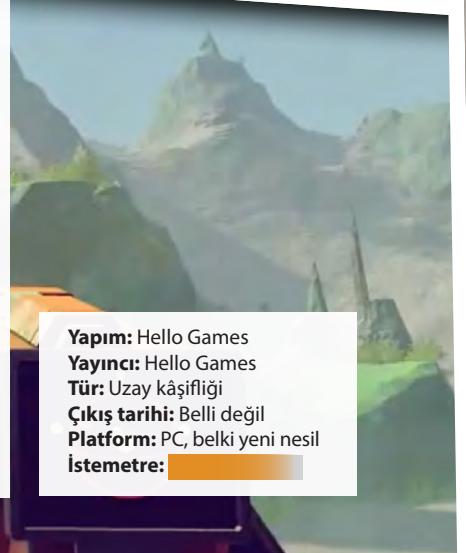 Yapım: Hello Games
Yayıncı: Hello Games
Tür: Uzay kâşifliği
Çıkış tarihi: Belli değil
Platform: PC, belki yeni nesil
İstemetre: